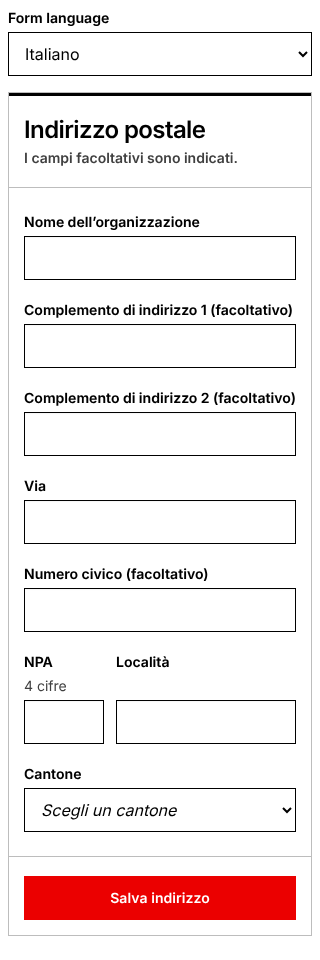 Form language
Italiano
Indirizzo postale
I campi facoltativi sono indicati.
Nome dell’organizzazione
Complemento di indirizzo 1 (facoltativo)
Complemento di indirizzo 2 (facoltativo)
Via
Numero civico (facoltativo)
NPA
4 cifre
Località
Cantone
Scegli un cantone
Salva indirizzo